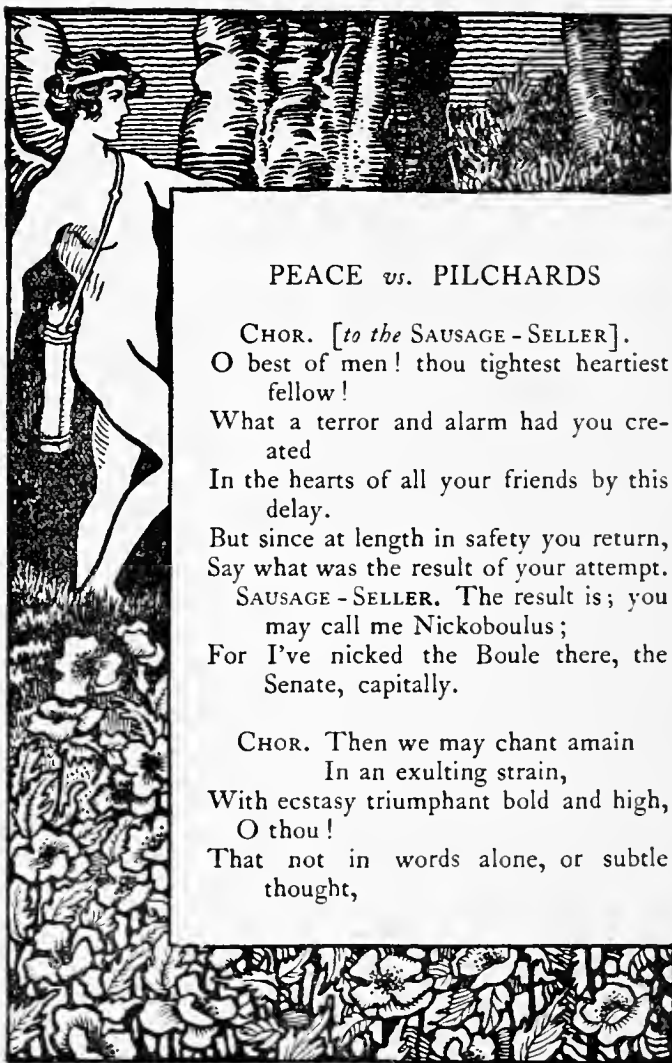 PEACE vs. PILCHARDS
CHOR. [to the SAUSAGE-SELLER].
O best of men! thou tightest heartiest
fellow!
What a terror and alarm had you cre-
ated
In the hearts of all your friends by this
delay.
But since at length in safety you return,
Say what was the result of your attempt.
SAUSAGE-SELLER. The result is; you
may call me Nickoboulus;
For I've nicked the Boule there, the
Senate, capitally.
CHOR. Then we may chant amain
In an exulting strain,
With ecstasy triumphant bold and high,
O thou!
That not in words alone, or subtle
thought,